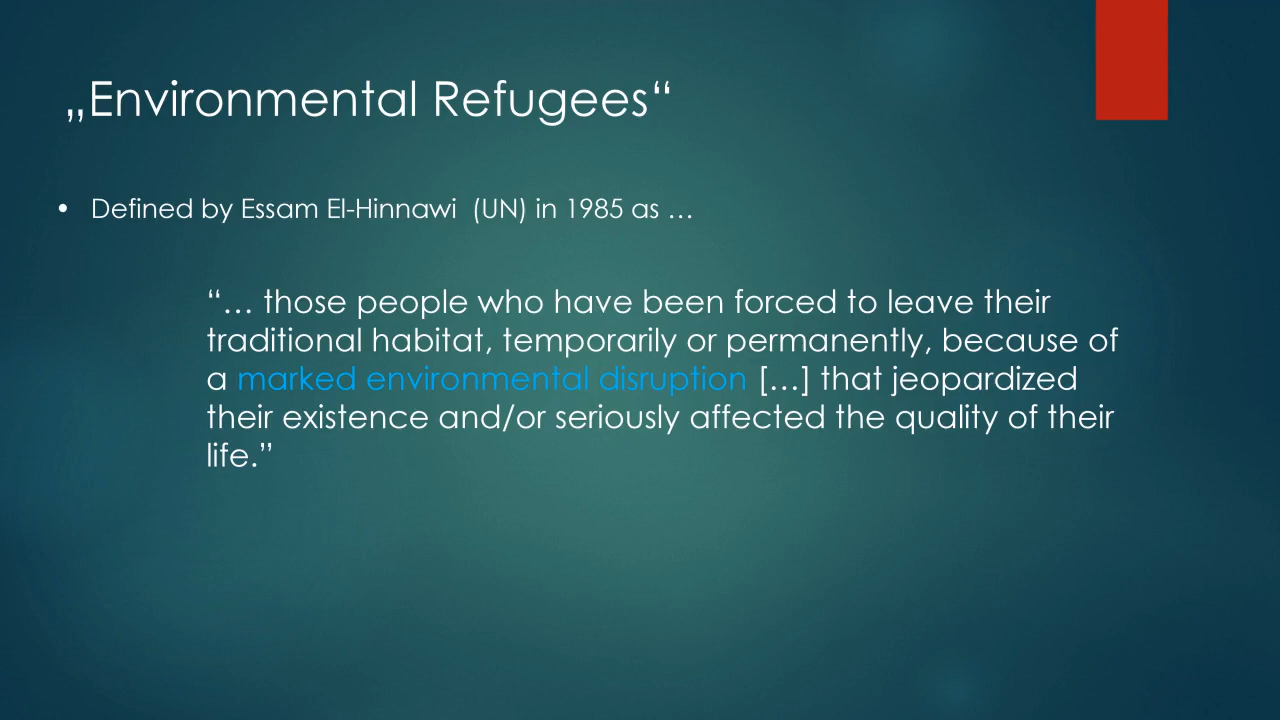 „Environmental Refugees“
• Defined by Essam El-Hinnawi  (UN) in 1985 as …
“… those people who have been forced to leave their
traditional habitat, temporarily or permanently, because of
a marked environmental disruption […] that jeopardized
their existence and/or seriously affected the quality of their
life.”